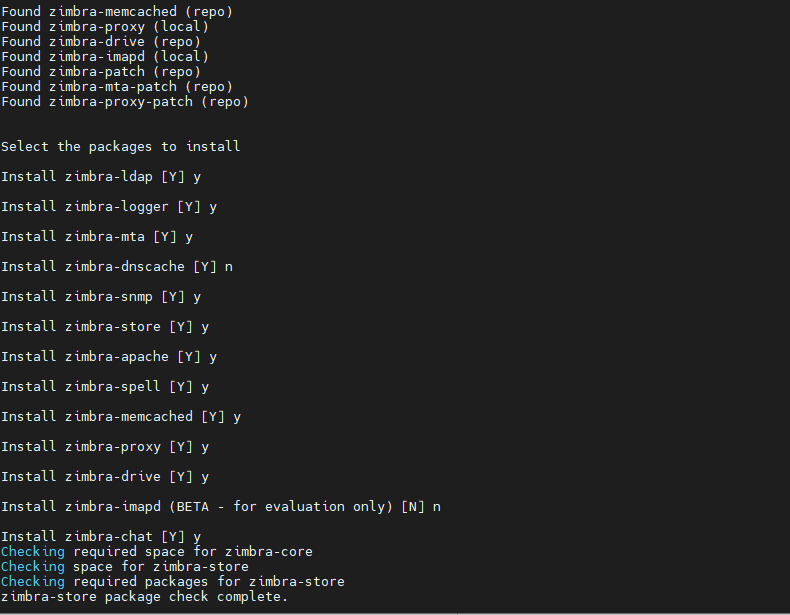 Found zimbra-memcached (repo)
Found zimbra-proxy (local)
Found zimbra-drive (repo)
Found zimbra-imapd (local)
Found zimbra-patch (repo)
Found zimbra-mta-patch (repo)
Found zimbra-proxy-patch (repo)
Select the packages to install
Install zimbra-ldap [Y] y
Install zimbra-logger [Y] y
Install zimbra-mta [Y] y
Install zimbra-dnscache [Y] n
Install zimbra-snmp [Y] y
Install zimbra-store [Y] y
Install zimbra-apache [Y] y
Install zimbra-spell [Y] y
Install zimbra-memcached [Y] y
Install zimbra-proxy [Y] y
Install zimbra-drive [Y] y
Install zimbra-imapd (BETA - for evaluation only) [N] n
Install zimbra-chat [Y] y
Checking required space for zimbra-core
Checking space for zimbra-store
Checking required packages for zimbra-store
zimbra-store package check complete.